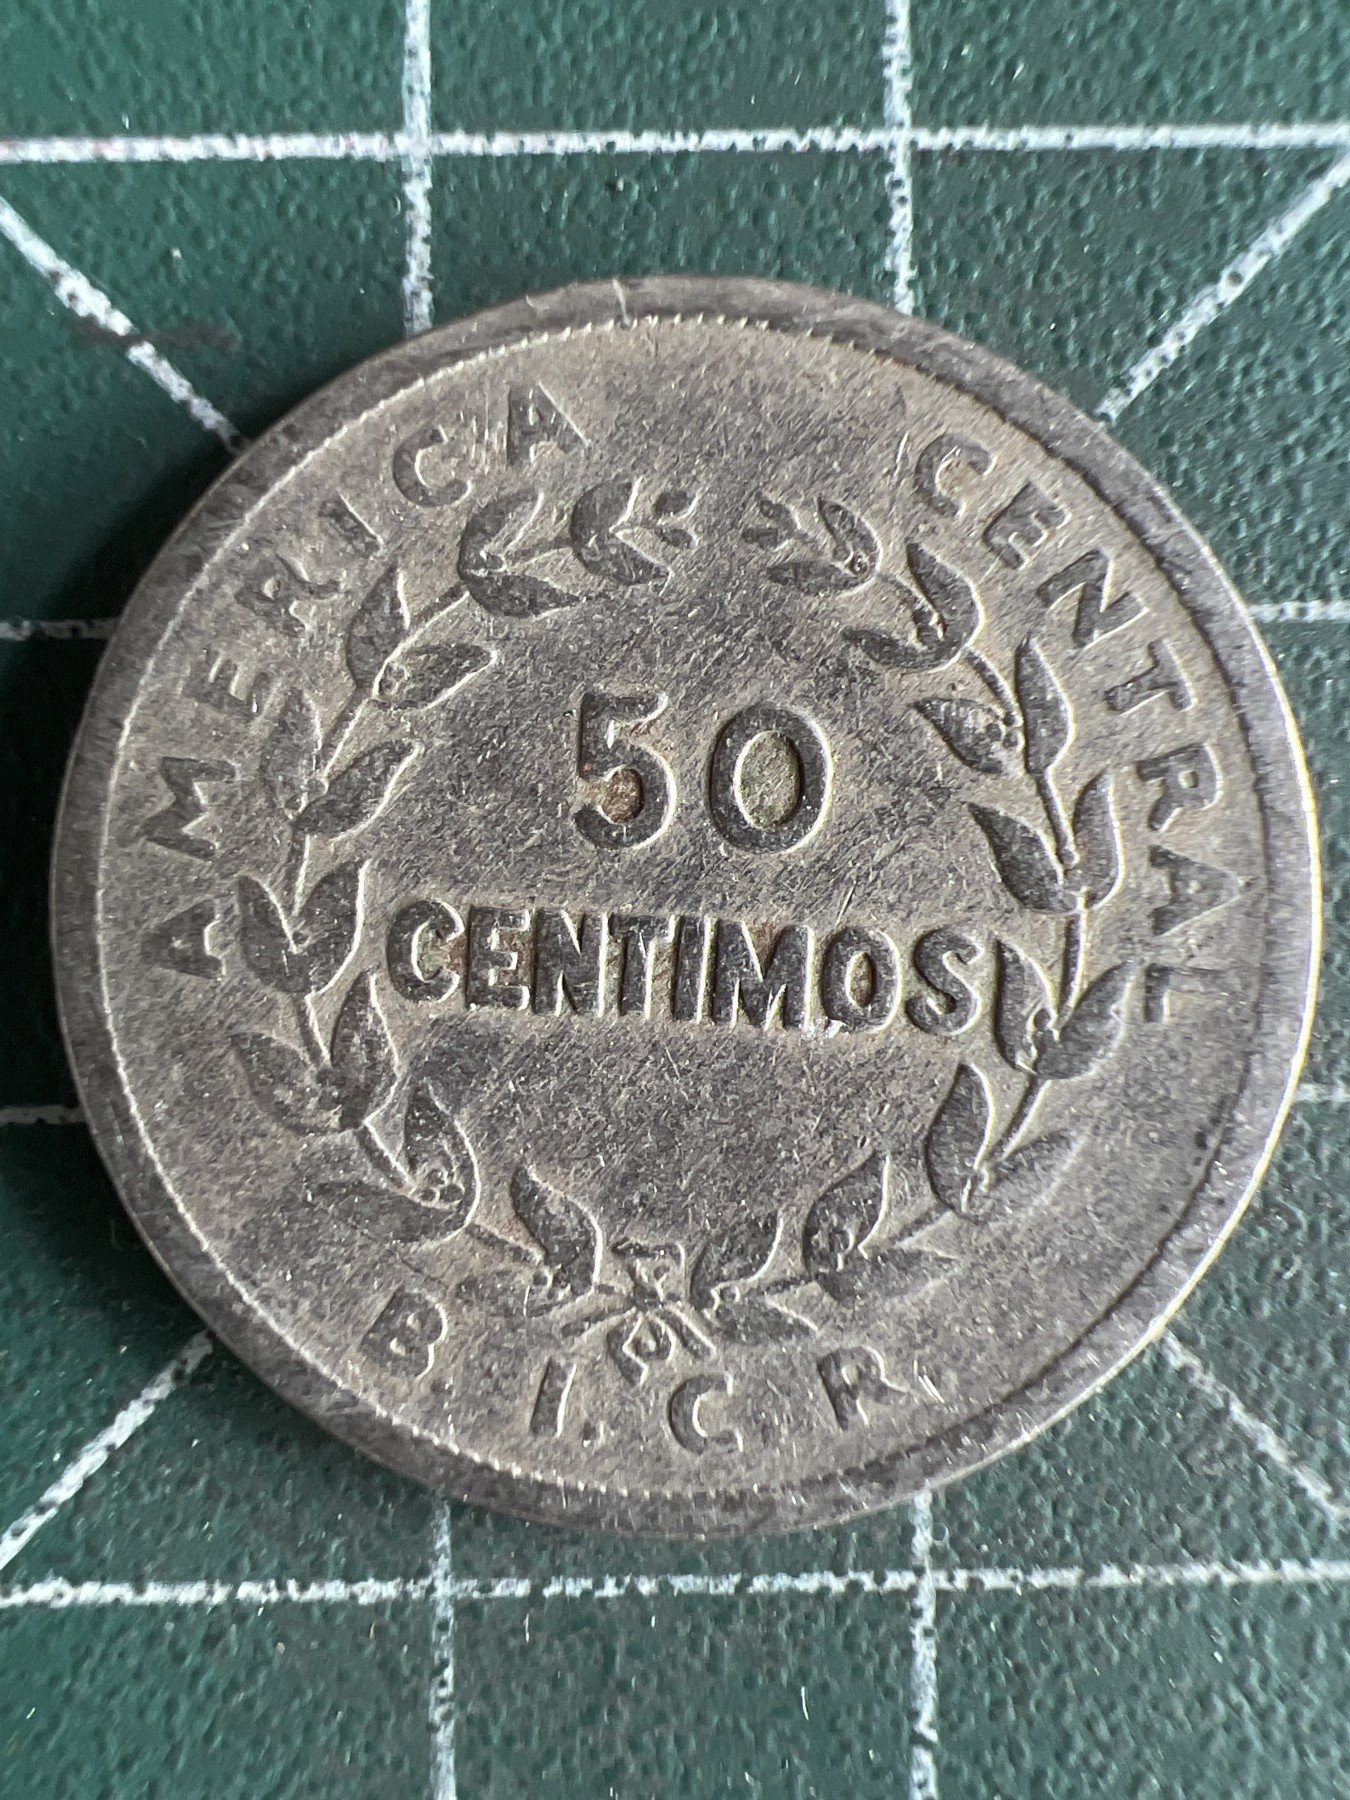 AMERICA CENTRAL
50
CENTIMOS
B. I. C. R.